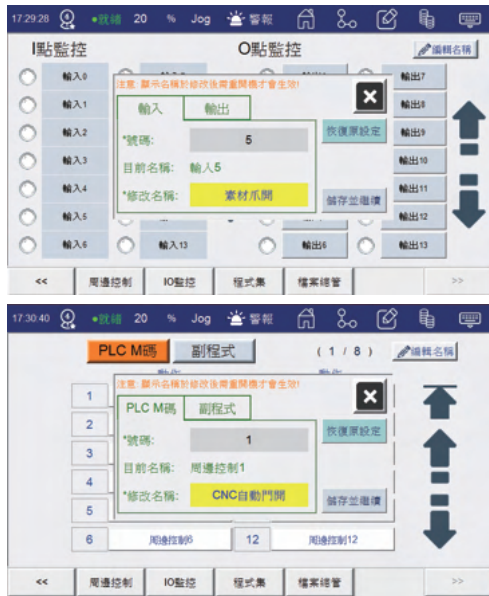 17:29:28 •就緒 20 % Jog 警報
I點監控 O點監控 編輯名稱
輸入0 輸出7
輸入1 輸出8
輸入2 輸出9
輸入3 輸出10
輸入4 輸出11
輸入5 輸出12
輸入6 輸入13 輸出6 輸出13
注意: 顯示名稱於修改後需重開機才會生效!
輸入 輸出
*號碼: 5 恢復原設定
目前名稱: 輸入5
*修改名稱: 素材爪開 儲存並繼續
<< 周邊控制 IO監控 程式集 檔案總管 >>
17:30:40 •就緒 20 % Jog 警報
PLC M碼 副程式 ( 1 / 8 ) 編輯名稱
1
2
3
4
5
6 周邊控制6 12 周邊控制12
注意: 顯示名稱於修改後需重開機才會生效!
PLC M碼 副程式
*號碼: 1 恢復原設定
目前名稱: 周邊控制1
*修改名稱: CNC自動門開 儲存並繼續
<< 周邊控制 IO監控 程式集 檔案總管 >>